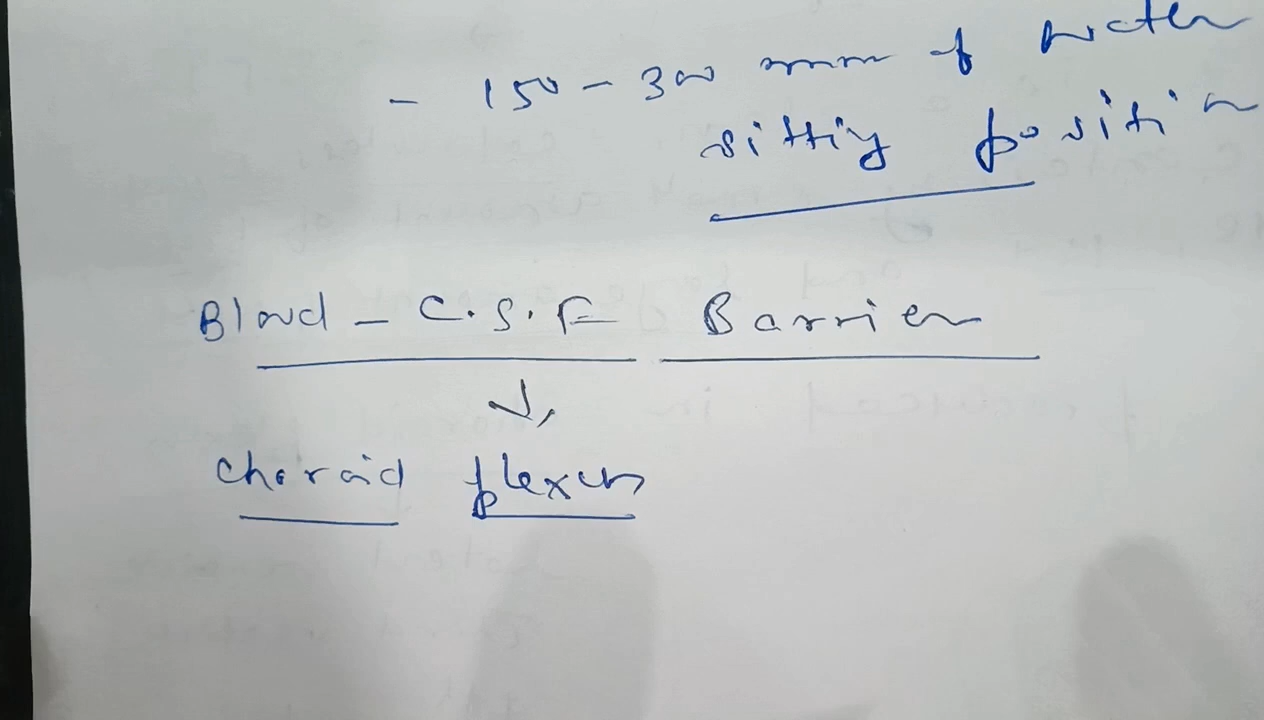 - 150 - 300 mm of water
sitting position
Blood - C.S.F Barrier
choroid plexus